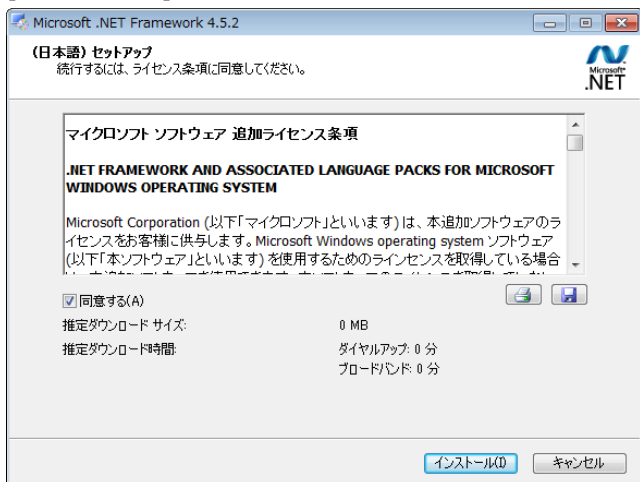 Microsoft .NET Framework 4.5.2
(日本語) セットアップ
続行するには、ライセンス条項に同意してください。
Microsoft
.NET
マイクロソフト ソフトウェア 追加ライセンス条項
.NET FRAMEWORK AND ASSOCIATED LANGUAGE PACKS FOR MICROSOFT
WINDOWS OPERATING SYSTEM
Microsoft Corporation (以下「マイクロソフト」といいます) は、本追加ソフトウェアのラ
イセンスをお客様に供与します。Microsoft Windows operating system ソフトウェア
(以下「本ソフトウェア」といいます) を使用するためのラインセンスを取得している場合
同意する(A)
推定ダウンロード サイズ:
0 MB
推定ダウンロード時間:
ダイヤルアップ: 0 分
ブロードバンド: 0 分
インストール(I)
キャンセル